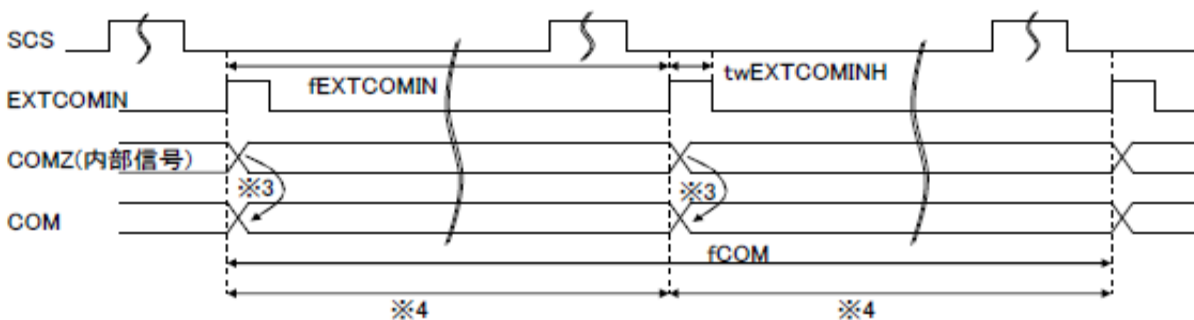 SCS
twEXTCOMINH
fEXTCOMIN
EXTCOMIN
COMZ(内部信号)
※3
※3
COM
fCOM
※4
※4